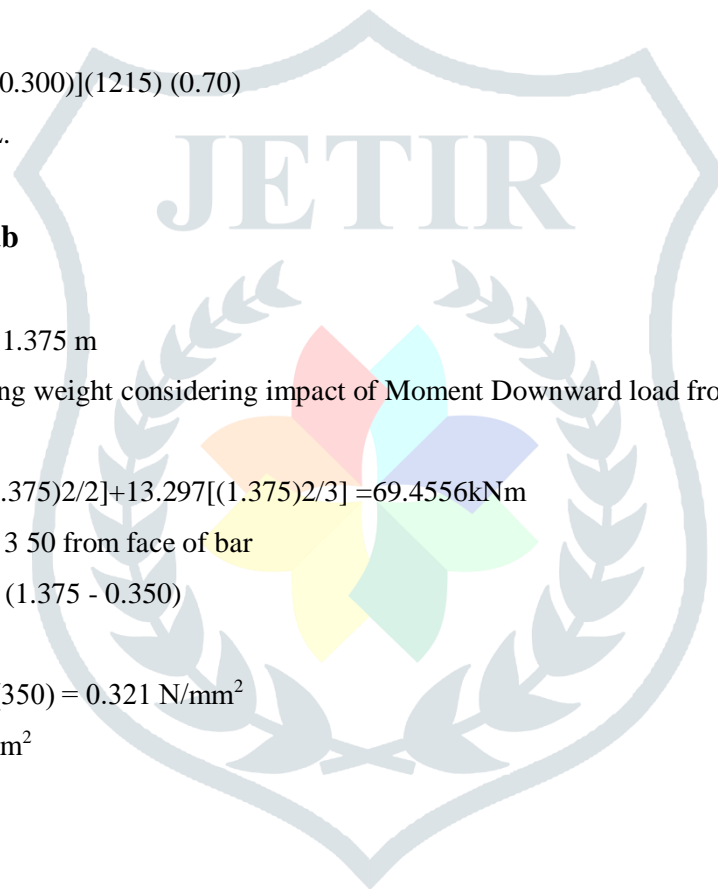 0.300)](1215) (0.70)
JETIR
1.375 m
ng weight considering impact of Moment Downward load fro
.375)2/2]+13.297[(1.375)2/3] =69.4556kNm
3 50 from face of bar
(1.375 - 0.350)
350) = 0.321 N/mm²
m²